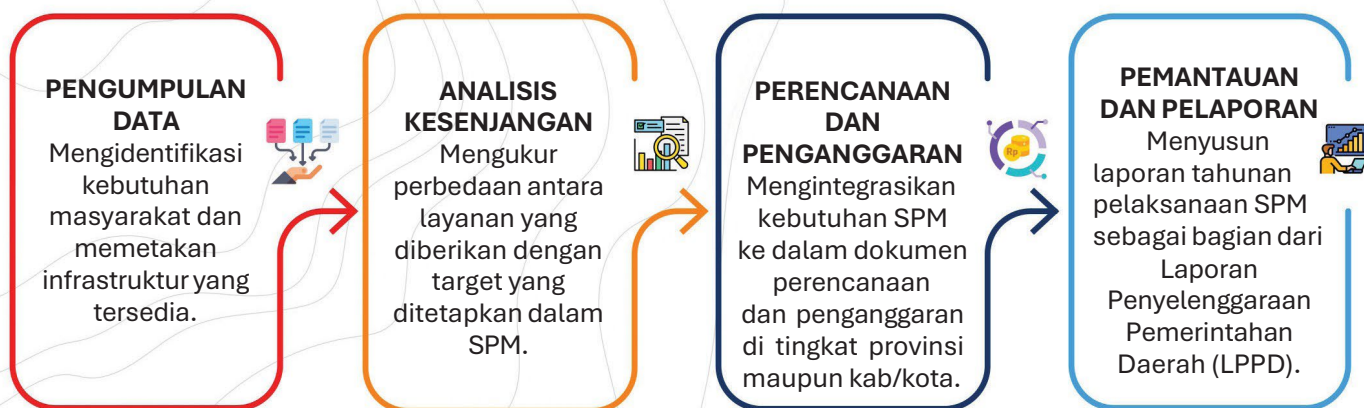 PENGUMPULAN
DATA
Mengidentifikasi
kebutuhan
masyarakat dan
memetakan
infrastruktur yang
tersedia.
ANALISIS
KESENJANGAN
Mengukur
perbedaan antara
layanan yang
diberikan dengan
target yang
ditetapkan dalam
SPM.
PERENCANAAN
DAN
PENGANGGARAN
Mengintegrasikan
kebutuhan SPM
ke dalam dokumen
perencanaan
dan penganggaran
di tingkat provinsi
maupun kab/kota.
Rp
PEMANTAUAN
DAN PELAPORAN
Menyusun
laporan tahunan
pelaksanaan SPM
sebagai bagian dari
Laporan
Penyelenggaraan
Pemerintahan
Daerah (LPPD).